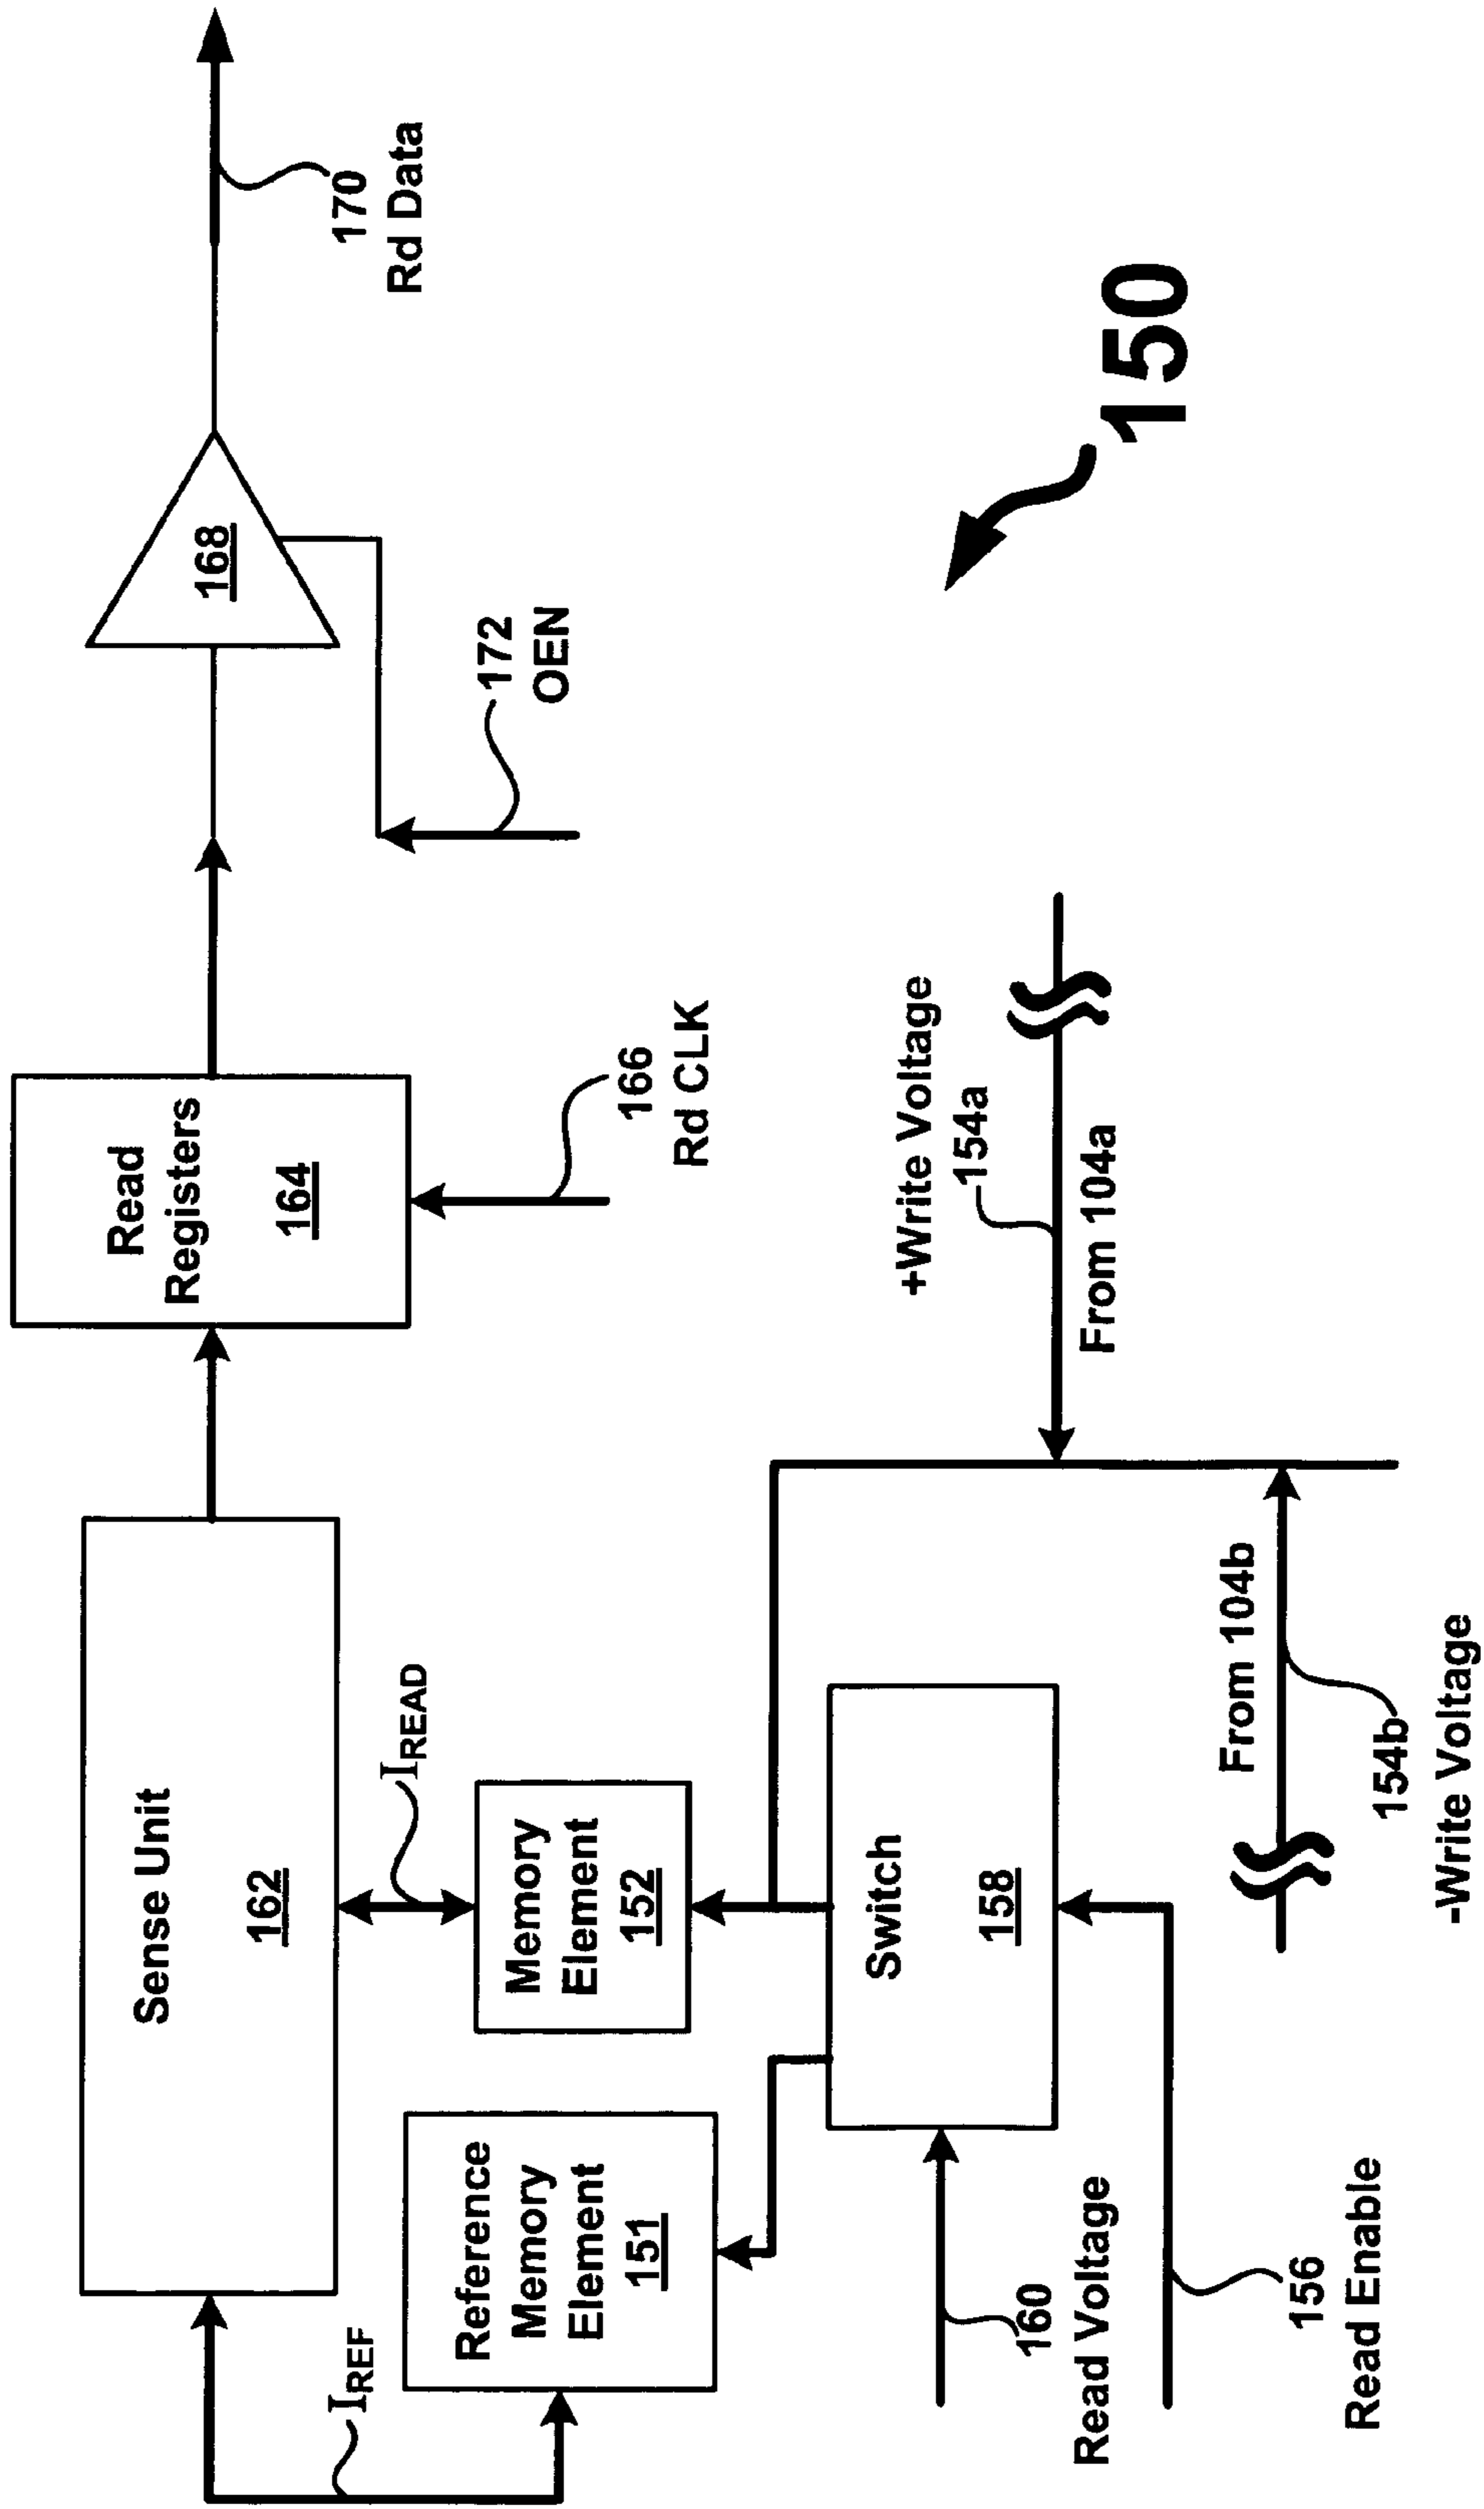 Sense Unit
162
Read
Registers
164
168
170
Rd Data
172
OEN
166
Rd CLK
I REF
I READ
Reference
Memory
Element
151
Memory
Element
152
Switch
158
160
Read Voltage
156
Read Enable
+Write Voltage
154a
From 104a
From 104b
154b
-Write Voltage
150